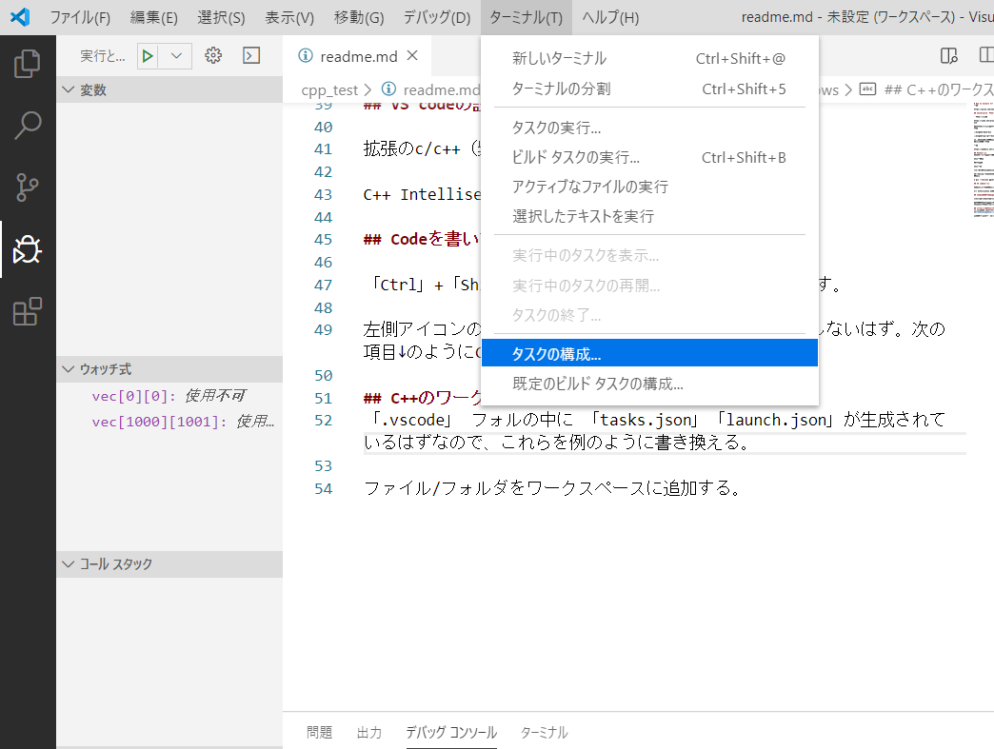 ファイル(F) 編集(E) 選択(S) 表示(V) 移動(G) デバッグ(D) ターミナル(T) ヘルプ(H) readme.md - 未設定 (ワークスペース) - Visu
実行と...
readme.md
cpp_test > readme.md
ows > abc ## C++のワークス
変数
ウォッチ式
vec[0][0]: 使用不可
vec[1000][1001]: 使用...
コール スタック
新しいターミナル Ctrl+Shift+@
ターミナルの分割 Ctrl+Shift+5
タスクの実行...
ビルド タスクの実行... Ctrl+Shift+B
アクティブなファイルの実行
選択したテキストを実行
実行中のタスクを表示...
実行中のタスクの再開...
タスクの終了...
タスクの構成...
既定のビルド タスクの構成...
39 ## VS Codeの
40
41 拡張のc/c++（
42
43 C++ Intellise
44
45 ## Codeを書い
46
47 「Ctrl」+「Sh す。
48
49 左側アイコンの しないはず。次の
項目↓のように
50
51 ## C++のワーク
52 「.vscode」 フォルの中に 「tasks.json」「launch.json」が生成されて
いるはずなので、これらを例のように書き換える。
53
54 ファイル/フォルダをワークスペースに追加する。
問題 出力 デバッグ コンソール ターミナル